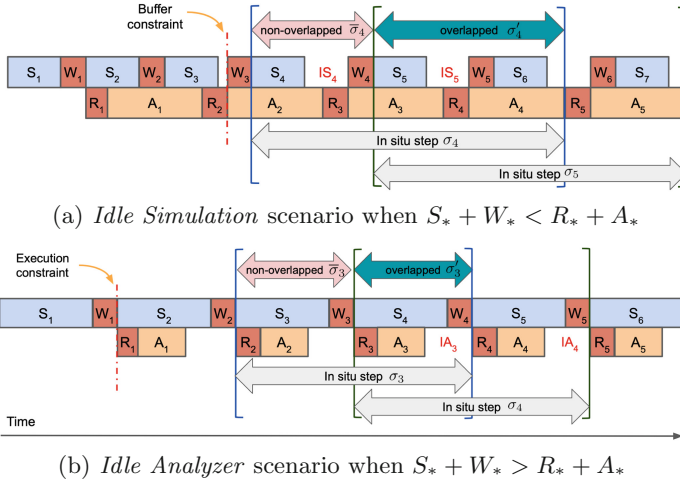 Buffer
constraint
non-overlapped σ̅₄
overlapped σ′₄
S₁ W₁ S₂ W₂ S₃ W₃ S₄ IS₄ W₄ S₅ IS₅ W₅ S₆ W₆ S₇
R₁ A₁ R₂ A₂ R₃ A₃ R₄ A₄ R₅ A₅
In situ step σ₄
In situ step σ₅
(a) Idle Simulation scenario when S∗ + W∗ < R∗ + A∗
Execution
constraint
non-overlapped σ̅₃
overlapped σ′₃
S₁ W₁ S₂ W₂ S₃ W₃ S₄ W₄ S₅ W₅ S₆
R₁ A₁ R₂ A₂ R₃ A₃ IA₃ R₄ A₄ IA₄ R₅ A₅
In situ step σ₃
In situ step σ₄
Time
(b) Idle Analyzer scenario when S∗ + W∗ > R∗ + A∗